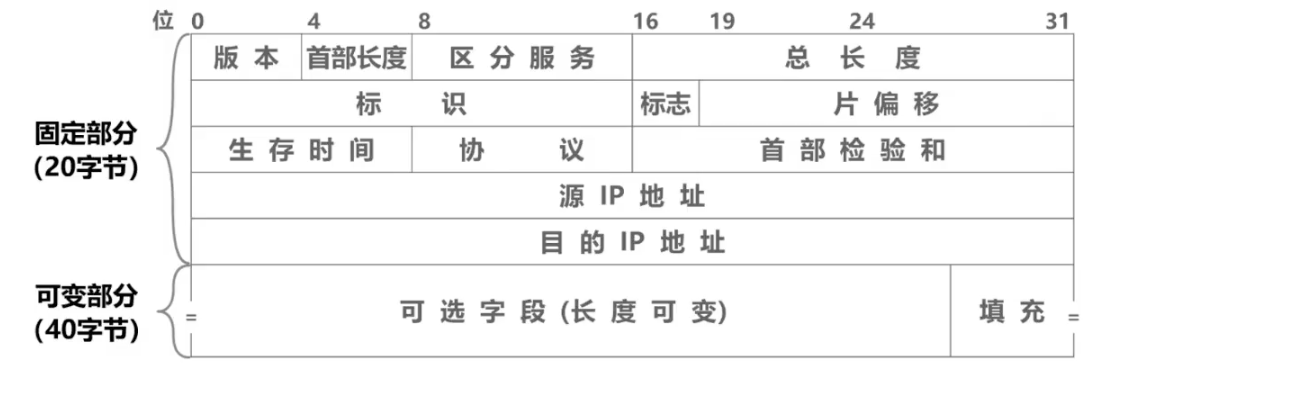 位 0 4 8 16 19 24 31
版本 首部长度 区分服务 总长度
标识 标志 片偏移
固定部分
(20字节)
生存时间 协议 首部检验和
源 IP 地址
目的 IP 地址
可变部分
(40字节)
可选字段 (长度可变) 填充
= =